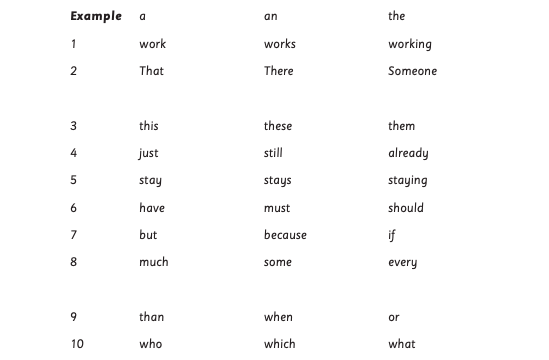 Example a an the
1 work works working
2 That There Someone
3 this these them
4 just still already
5 stay stays staying
6 have must should
7 but because if
8 much some every
9 than when or
10 who which what